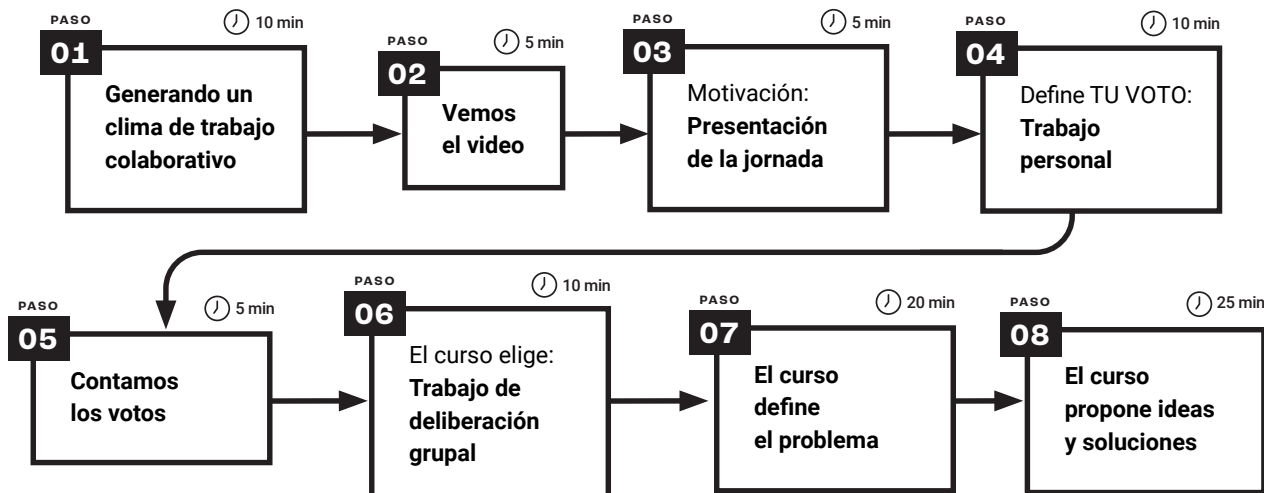 PASO
01
10 min
Generando un
clima de trabajo
colaborativo
PASO
02
5 min
Vemos
el video
PASO
03
5 min
Motivación:
Presentación
de la jornada
PASO
04
10 min
Define TU VOTO:
Trabajo
personal
PASO
05
5 min
Contamos
los votos
PASO
06
10 min
El curso elige:
Trabajo de
deliberación
grupal
PASO
07
20 min
El curso
define
el problema
PASO
08
25 min
El curso
propone ideas
y soluciones